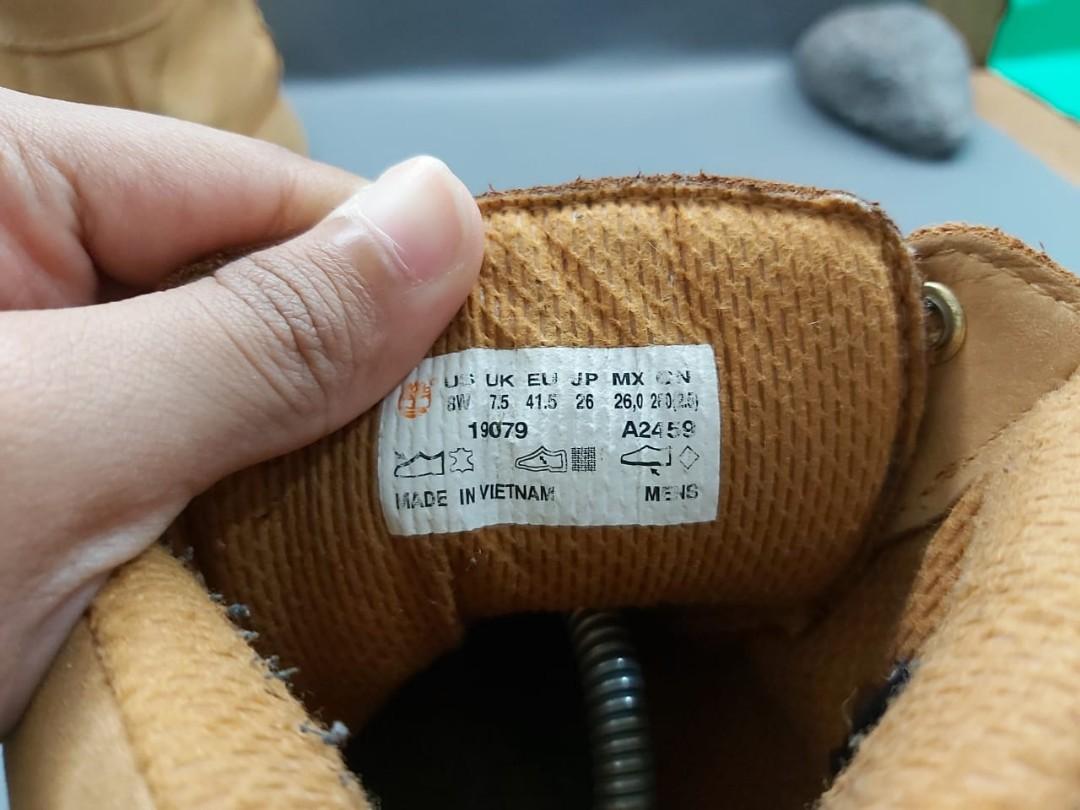 US UK EU JP MX CN
8W 7.5 41.5 26 26,0 260(2.5)
19079 A2459
MADE IN VIETNAM MENS